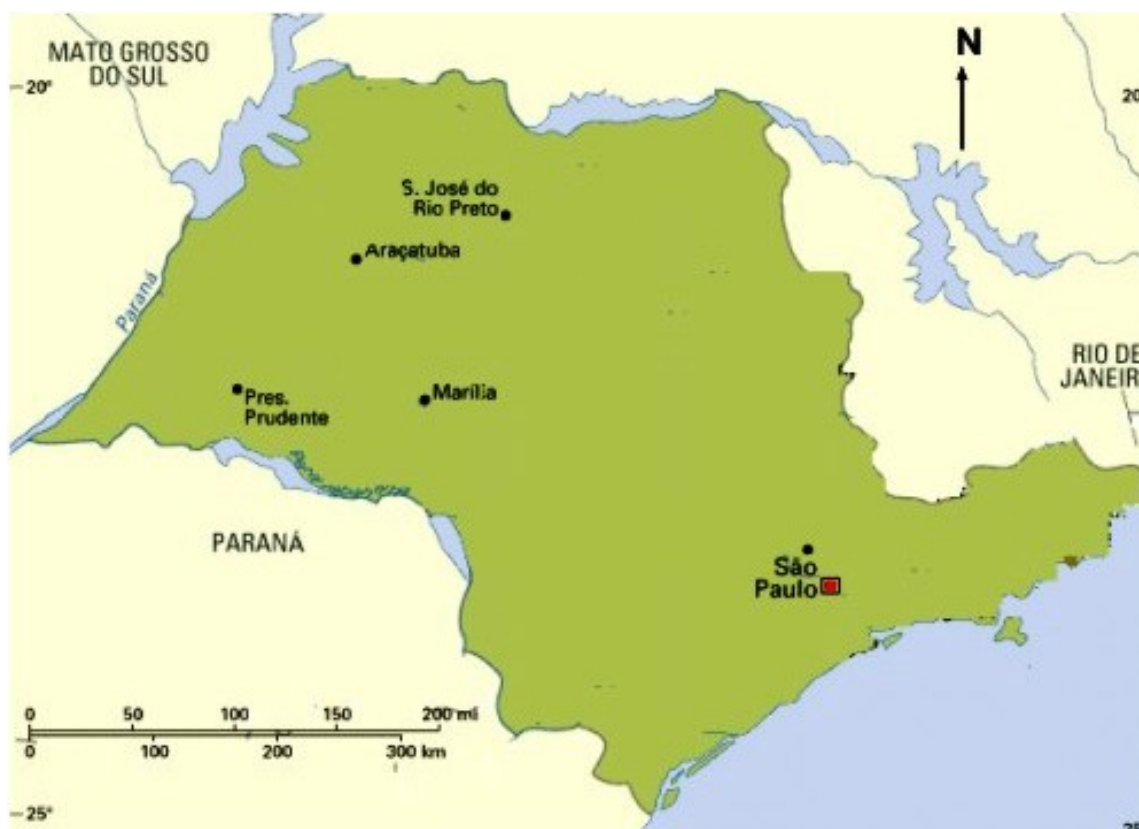 MATO GROSSO
DO SUL
N
20°
20
S. José do
Rio Preto
Araçatuba
Paraná
RIO DE
JANEIR
Pres.
Prudente
Marília
PARANÁ
São
Paulo
0 50 100 150 200 mi
0 100 200 300 km
25°